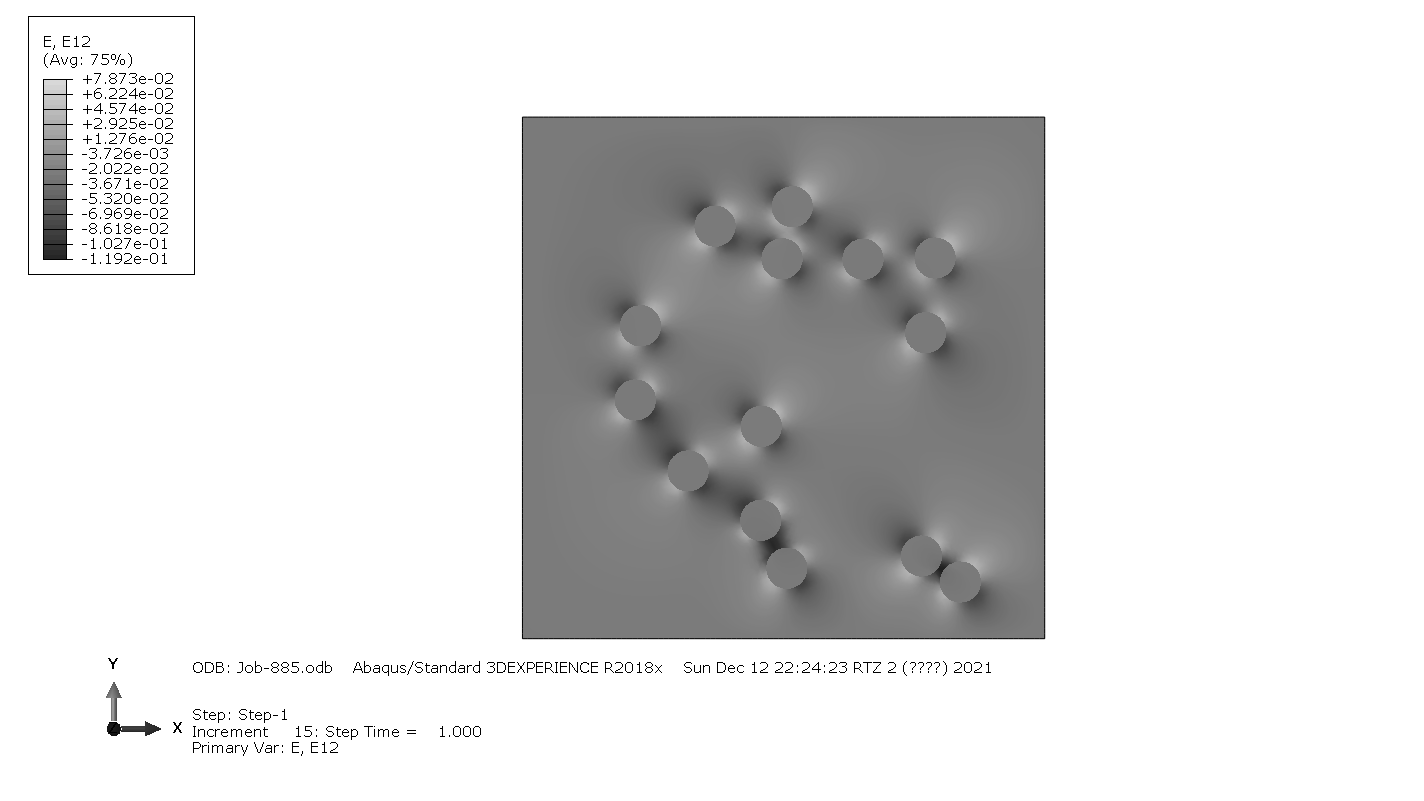 E, E12
(Avg: 75%)
+7.873e-02
+6.224e-02
+4.574e-02
+2.925e-02
+1.276e-02
-3.726e-03
-2.022e-02
-3.671e-02
-5.320e-02
-6.969e-02
-8.618e-02
-1.027e-01
-1.192e-01
Y
X
ODB: Job-885.odb Abaqus/Standard 3DEXPERIENCE R2018x Sun Dec 12 22:24:23 RTZ 2 (????) 2021
Step: Step-1
Increment 15: Step Time = 1.000
Primary Var: E, E12